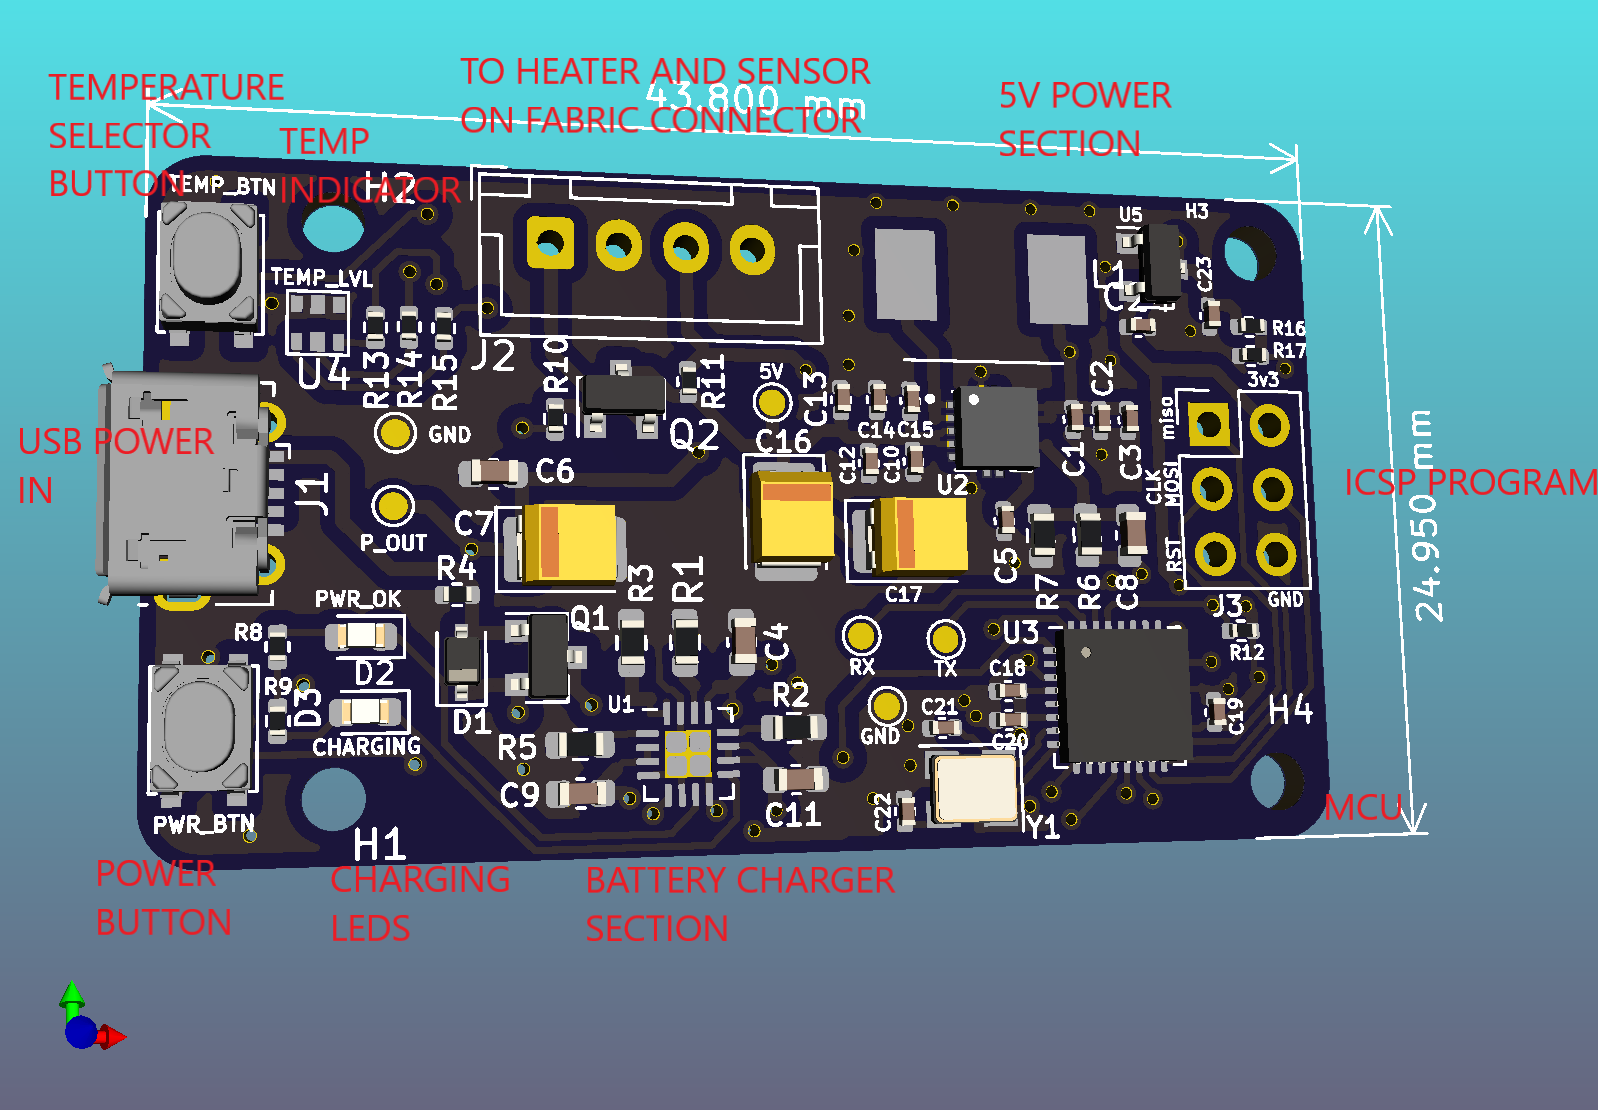 TEMPERATURE
SELECTOR
BUTTON
TEMP
INDICATOR
TO HEATER AND SENSOR
ON FABRIC CONNECTOR
5V POWER
SECTION
43.800 mm
TEMP_BTN
H2
U5
H3
TEMP_LVL
L1
C23
U4
R13
R14
R15
J2
R10
R11
R16
R17
3v3
5V
C13
C2
miso
GND
Q2
C16
C14
C15
USB POWER
IN
J1
C6
C12
C10
C1
C3
CLK
MOSI
U2
ICSP PROGRAM
24.950 mm
P_OUT
C7
R4
R3
R1
C17
C5
R7
R6
C8
RST
PWR_OK
Q1
J3
GND
R8
D2
C4
RX
TX
U3
R12
R9
D3
D1
U1
R2
C18
C21
C20
C19
H4
GND
CHARGING
R5
C9
C11
C22
Y1
MCU
PWR_BTN
H1
POWER
BUTTON
CHARGING
LEDS
BATTERY CHARGER
SECTION